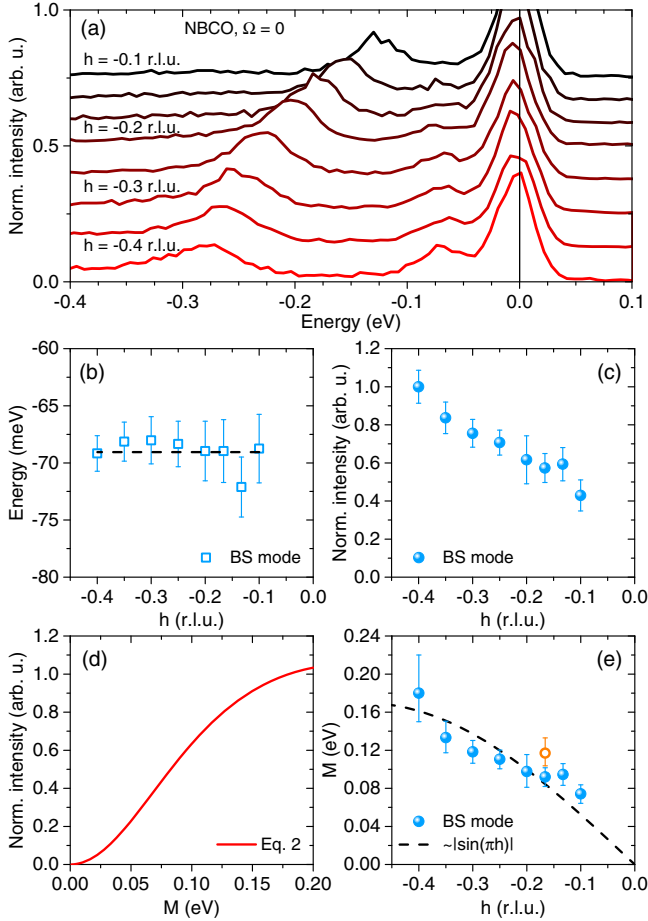 (a)
NBCO, Ω = 0
h = -0.1 r.l.u.
h = -0.2 r.l.u.
h = -0.3 r.l.u.
h = -0.4 r.l.u.
Norm. intensity (arb. u.)
1.0
0.5
0.0
-0.4 -0.3 -0.2 -0.1 0.0 0.1
Energy (eV)
(b)
Energy (meV)
-60
-65
-70
-75
-80
BS mode
-0.4 -0.3 -0.2 -0.1 0.0
h (r.l.u.)
(c)
Norm. intensity (arb. u.)
1.2
1.0
0.8
0.6
0.4
0.2
0.0
BS mode
-0.4 -0.3 -0.2 -0.1 0.0
h (r.l.u.)
(d)
Norm. intensity (arb. u.)
1.2
1.0
0.8
0.6
0.4
0.2
0.0
Eq. 2
0.00 0.05 0.10 0.15 0.20
M (eV)
(e)
M (eV)
0.24
0.20
0.16
0.12
0.08
0.04
0.00
BS mode
~|sin(πh)|
-0.4 -0.3 -0.2 -0.1 0.0
h (r.l.u.)